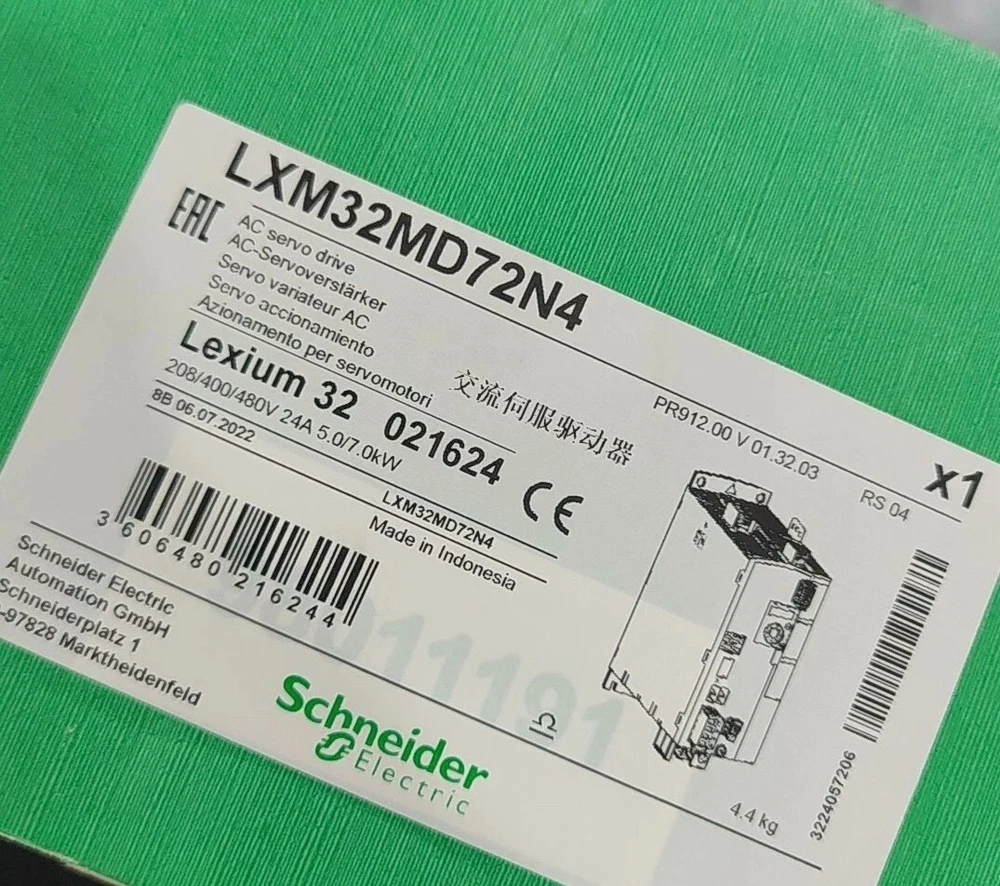 LXM32MD72N4
EAC
AC servo drive
AC-Servoverstärker
Servo variateur AC
Servo accionamiento
Azionamento per servomotori
交流伺服驱动器
Lexium 32 021624
208/400/480V 24A 5.0/7.0kW
8B 06.07.2022
PR912.00 V 01.32.03
RS 04
x1
CE
LXM32MD72N4
Made in Indonesia
3 606480 216244
Schneider Electric
Automation GmbH
Schneiderplatz 1
-97828 Marktheidenfeld
Schneider
Electric
4.4 kg
3224057206